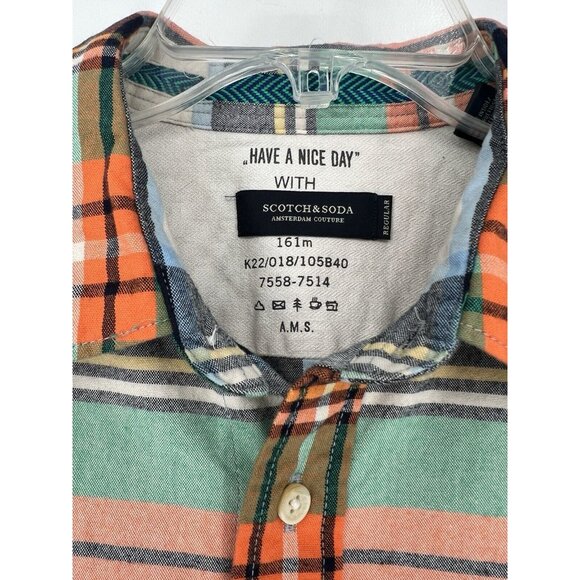 „HAVE A NICE DAY”
WITH
SCOTCH & SODA
AMSTERDAM COUTURE
REGULAR
161m
K22/018/105B40
7558-7514
A.M.S.